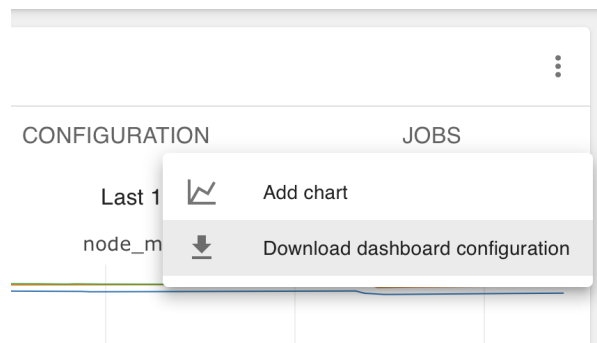 CONFIGURATION JOBS
Last 1
Add chart
node_m
Download dashboard configuration